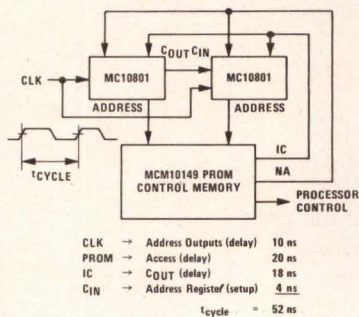 COUT CIN
MC10801
MC10801
CLK
ADDRESS
ADDRESS
tCYCLE
MCM10149 PROM
CONTROL MEMORY
IC
NA
PROCESSOR
CONTROL
CLK → Address Outputs (delay) 10 ns
PROM → Access (delay) 20 ns
IC → COUT (delay) 18 ns
CIN → Address Register (setup) 4 ns
tcycle = 52 ns